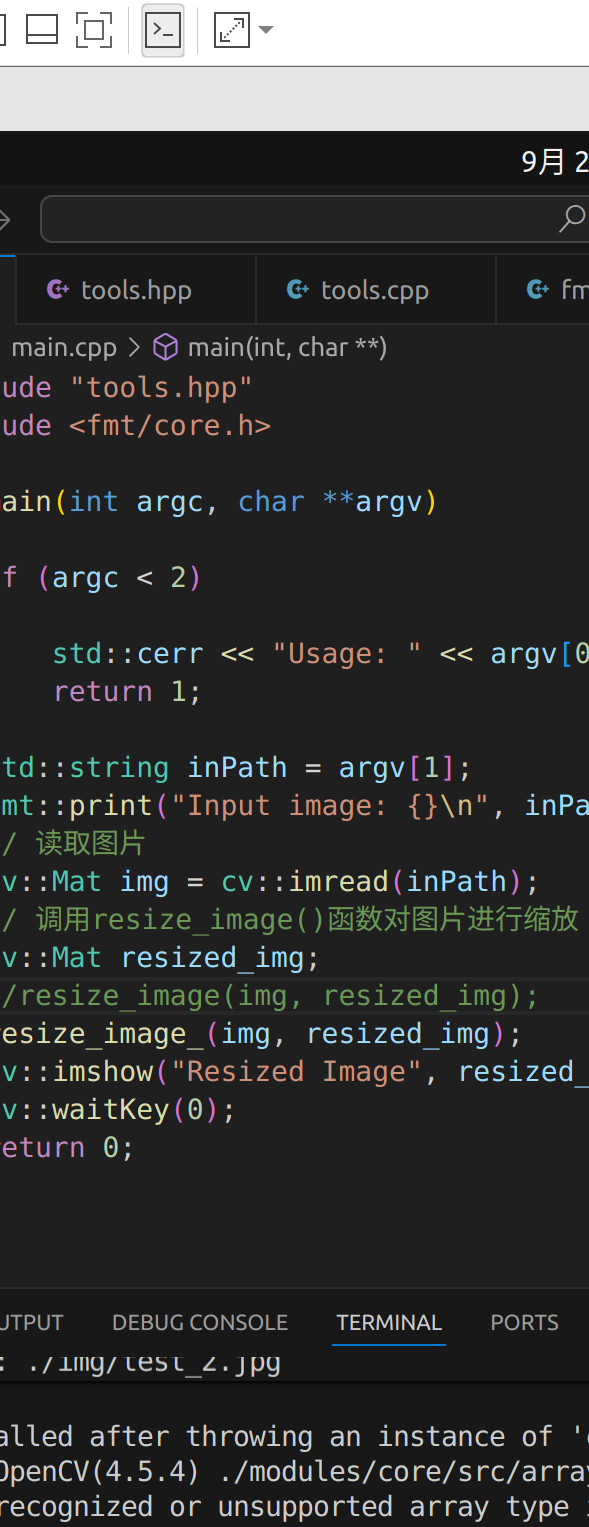 9月 2
tools.hpp tools.cpp fm
main.cpp > main(int, char **)
ude "tools.hpp"
ude <fmt/core.h>
ain(int argc, char **argv)
f (argc < 2)
std::cerr << "Usage: " << argv[0
return 1;
td::string inPath = argv[1];
mt::print("Input image: {}\n", inPa
/ 读取图片
v::Mat img = cv::imread(inPath);
/ 调用resize_image()函数对图片进行缩放
v::Mat resized_img;
/resize_image(img, resized_img);
esize_image_(img, resized_img);
v::imshow("Resized Image", resized_
v::waitKey(0);
eturn 0;
UTPUT DEBUG CONSOLE TERMINAL PORTS
: ./img/test_2.jpg
alled after throwing an instance of '
OpenCV(4.5.4) ./modules/core/src/array
recognized or unsupported array type i